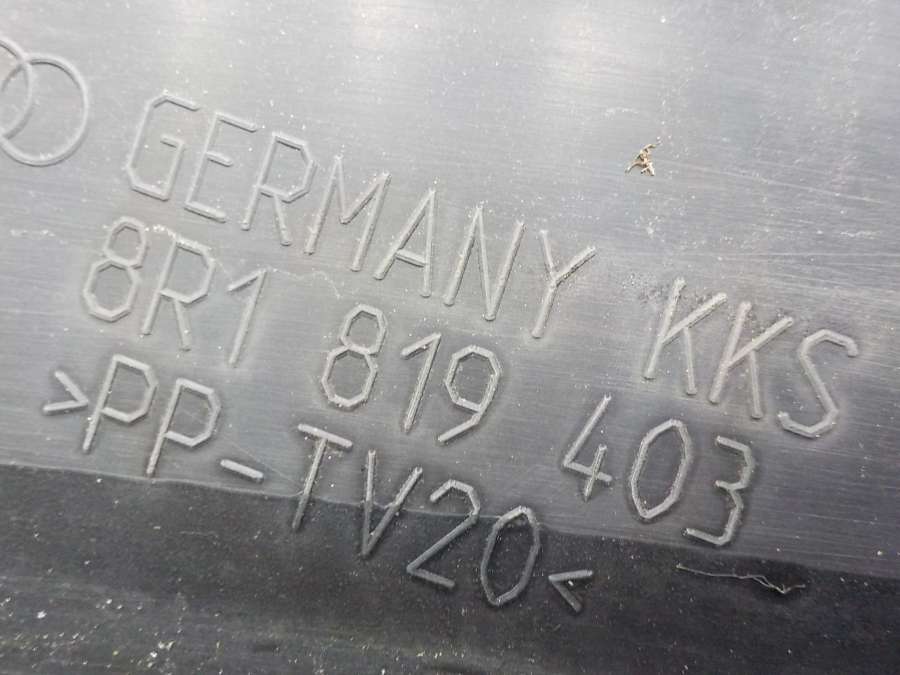 GERMANY KKS
8R1 819 403
>PP-TV20<